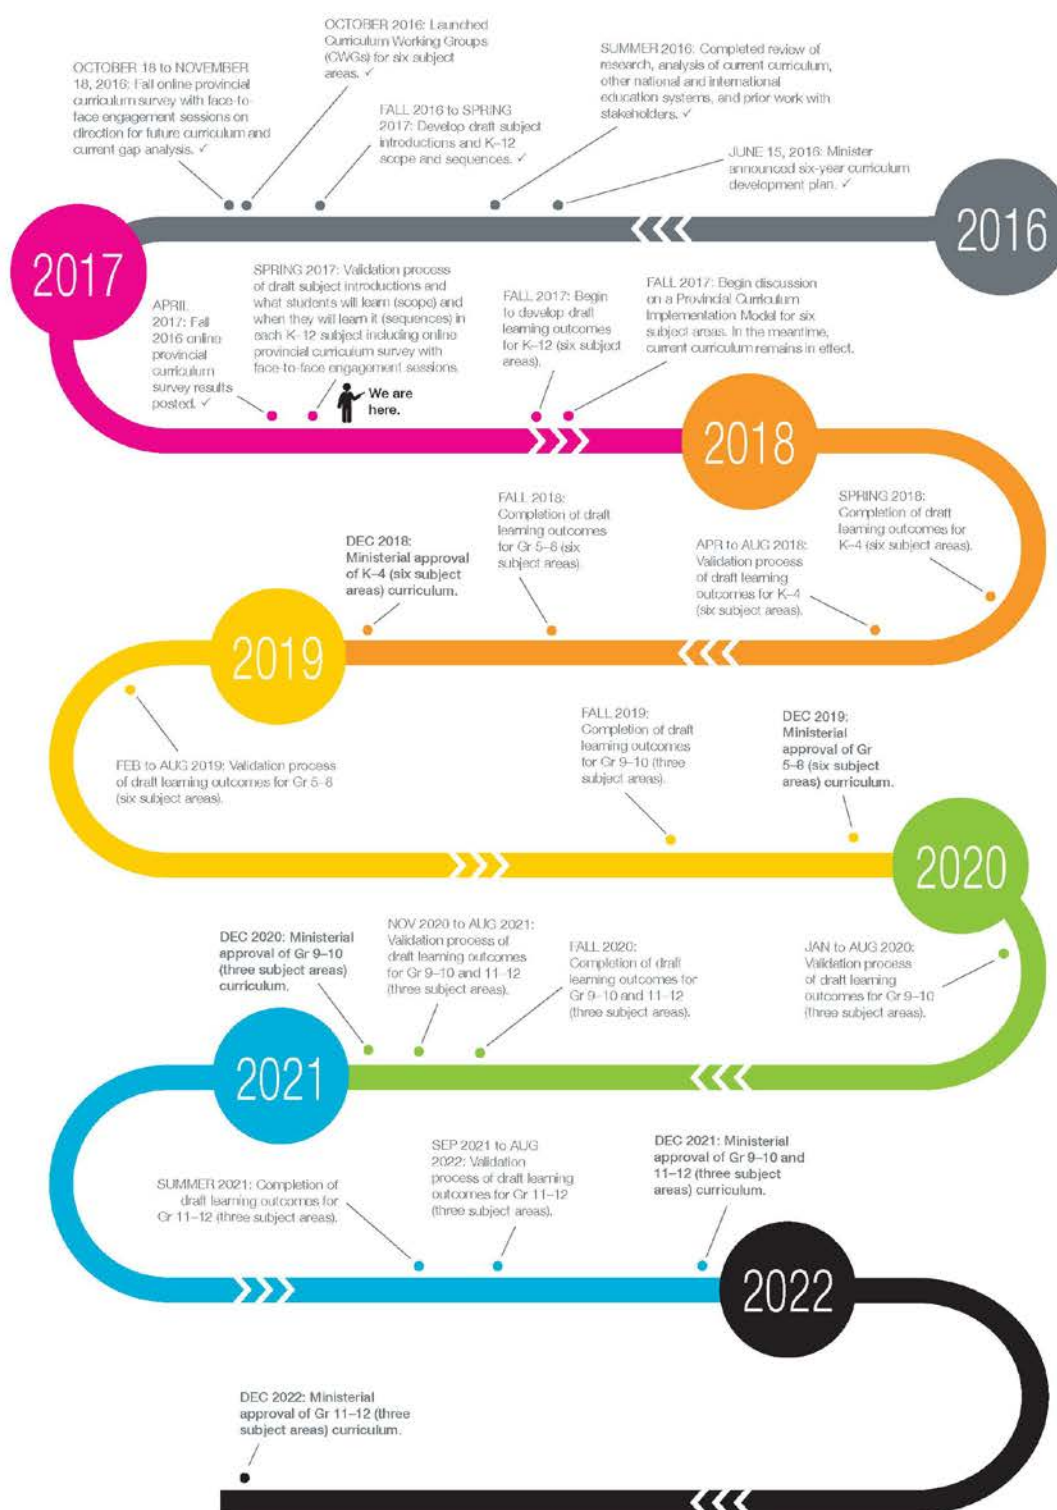 OCTOBER 2016: Launched
Curriculum Working Groups
(CWGs) for six subject
areas. ✓
SUMMER 2016: Completed review of
research, analysis of current curriculum,
other national and international
education systems, and prior work with
stakeholders. ✓
OCTOBER 18 to NOVEMBER
18, 2016: Fall online provincial
curriculum survey with face-to-
face engagement sessions on
direction for future curriculum and
current gap analysis. ✓
FALL 2016 to SPRING
2017: Develop draft subject
introductions and K–12
scope and sequences. ✓
JUNE 15, 2016: Minister
announced six-year curriculum
development plan. ✓
2016
2017
APRIL
2017: Fall
2016 online
provincial
curriculum
survey results
posted. ✓
SPRING 2017: Validation process
of draft subject introductions and
what students will learn (scope) and
when they will learn it (sequences) in
each K–12 subject including online
provincial curriculum survey with
face-to-face engagement sessions.
We are
here.
FALL 2017: Begin
to develop draft
learning outcomes
for K–12 (six subject
areas).
FALL 2017: Begin discussion
on a Provincial Curriculum
Implementation Model for six
subject areas. In the meantime,
current curriculum remains in effect.
2018
DEC 2018:
Ministerial approval
of K–4 (six subject
areas) curriculum.
FALL 2018:
Completion of draft
learning outcomes
for Gr 5–8 (six
subject areas).
APR to AUG 2018:
Validation process
of draft learning
outcomes for K–4
(six subject areas).
SPRING 2018:
Completion of draft
learning outcomes for
K–4 (six subject areas).
2019
FEB to AUG 2019: Validation process
of draft learning outcomes for Gr 5–8
(six subject areas).
FALL 2019:
Completion of draft
learning outcomes
for Gr 9–10 (three
subject areas).
DEC 2019:
Ministerial
approval of Gr
5–8 (six subject
areas) curriculum.
2020
DEC 2020: Ministerial
approval of Gr 9–10
(three subject areas)
curriculum.
NOV 2020 to AUG 2021:
Validation process of
draft learning outcomes
for Gr 9–10 and 11–12
(three subject areas).
FALL 2020:
Completion of draft
learning outcomes for
Gr 9–10 and 11–12
(three subject areas).
JAN to AUG 2020:
Validation process
of draft learning
outcomes for Gr 9–10
(three subject areas).
2021
SUMMER 2021: Completion of
draft learning outcomes for
Gr 11–12 (three subject areas).
SEP 2021 to AUG
2022: Validation
process of draft learning
outcomes for Gr 11–12
(three subject areas).
DEC 2021: Ministerial
approval of Gr 9–10 and
11–12 (three subject
areas) curriculum.
2022
DEC 2022: Ministerial
approval of Gr 11–12 (three
subject areas) curriculum.